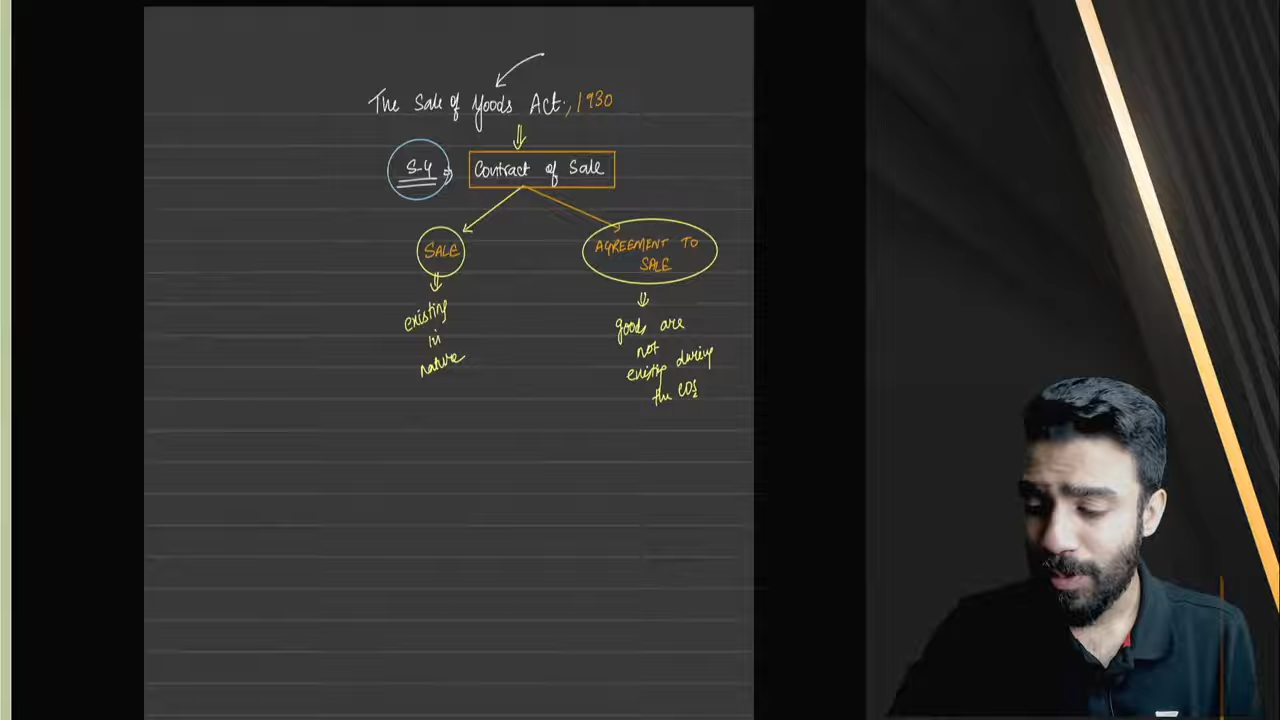 The Sale of Goods Act, 1930
S-4 Contract of Sale
SALE
AGREEMENT TO
SALE
existing
in
nature
goods are
not
existing during
the COS